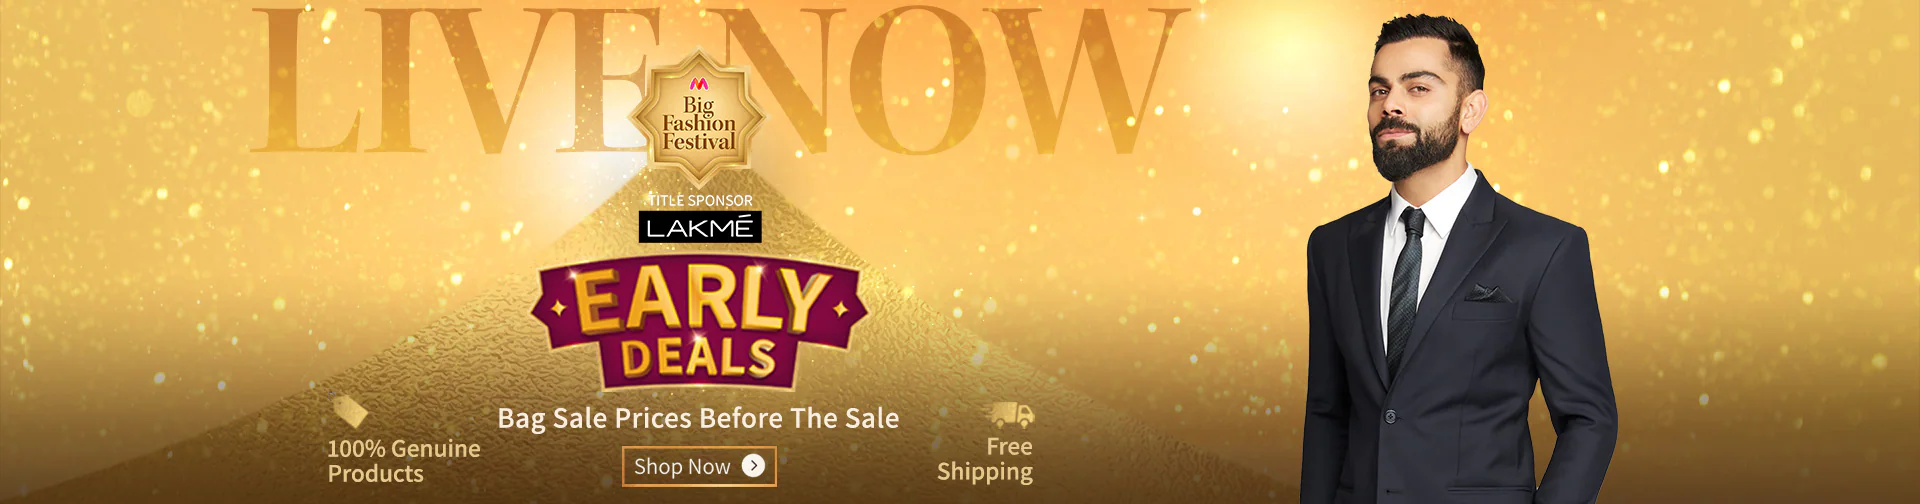 LIVE NOW
Big
Fashion
Festival
TITLE SPONSOR
LAKMÉ
EARLY
DEALS
Bag Sale Prices Before The Sale
100% Genuine
Products
Shop Now
Free
Shipping